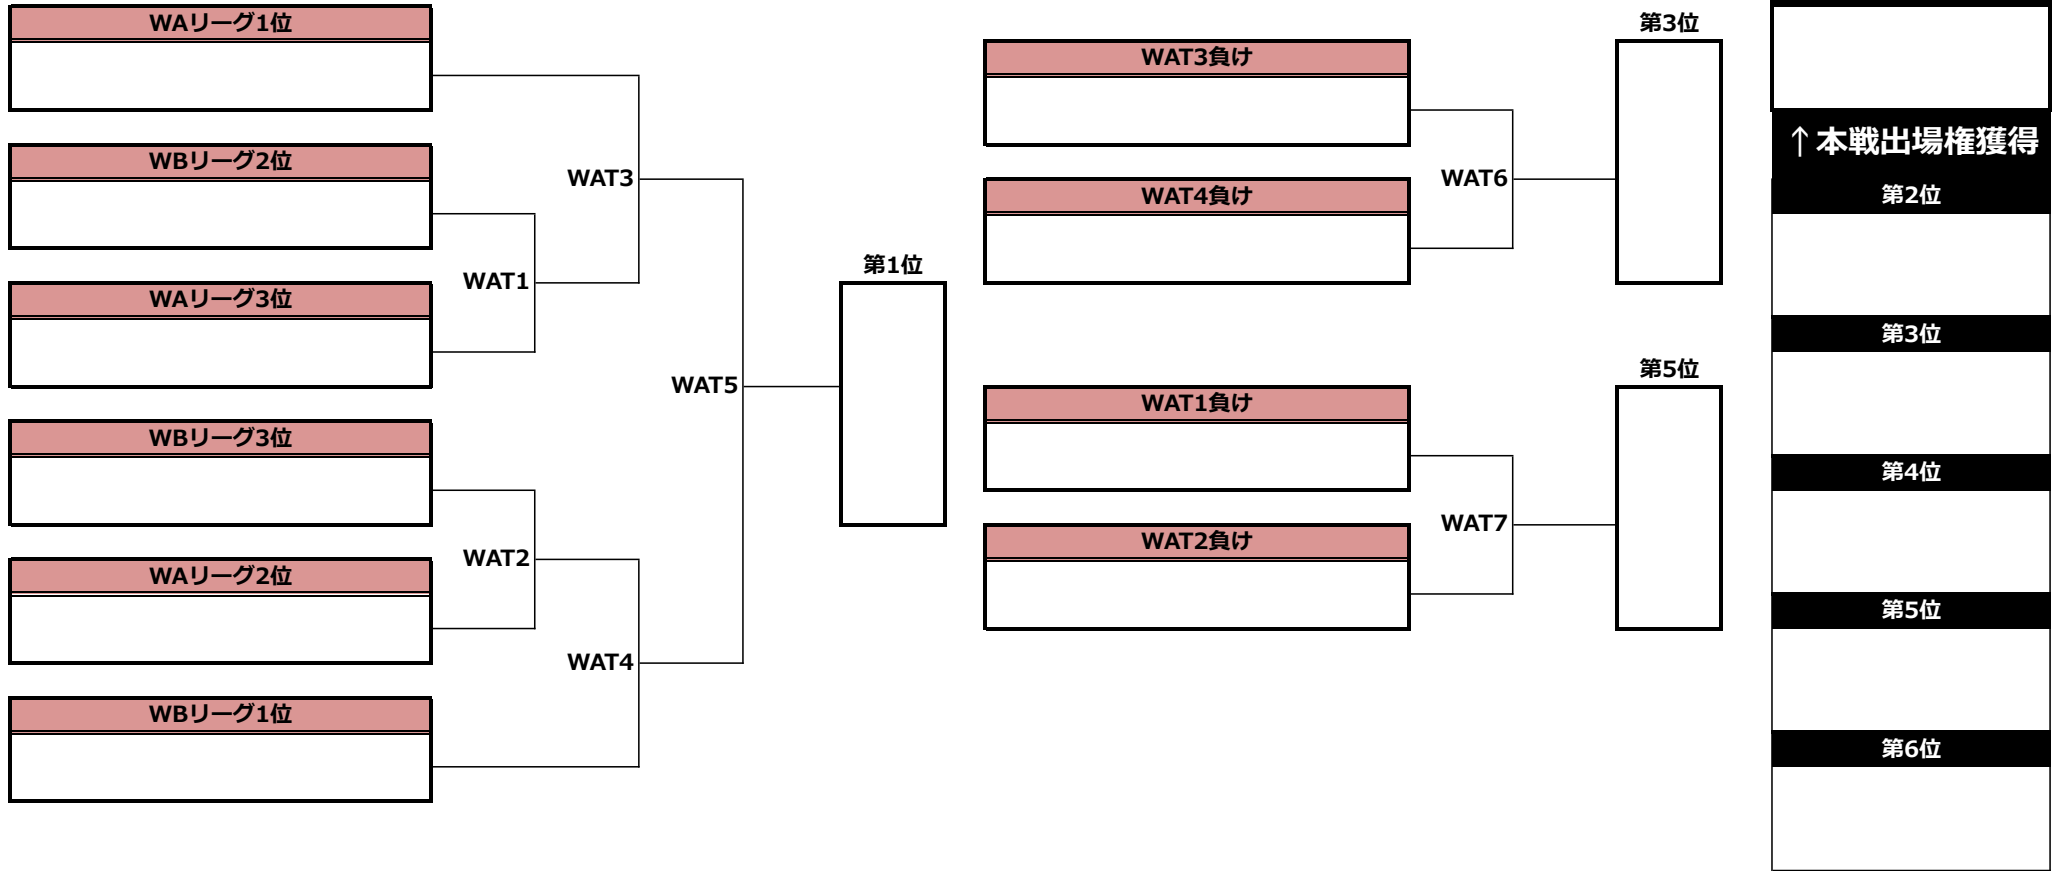 WAリーグ1位
WBリーグ2位
WAT3
WAT1
WAリーグ3位
WAT5
WBリーグ3位
WAT2
WAリーグ2位
WAT4
WBリーグ1位
第1位
第3位
WAT3負け
WAT6
WAT4負け
第5位
WAT1負け
WAT7
WAT2負け
↑本戦出場権獲得
第2位
第3位
第4位
第5位
第6位